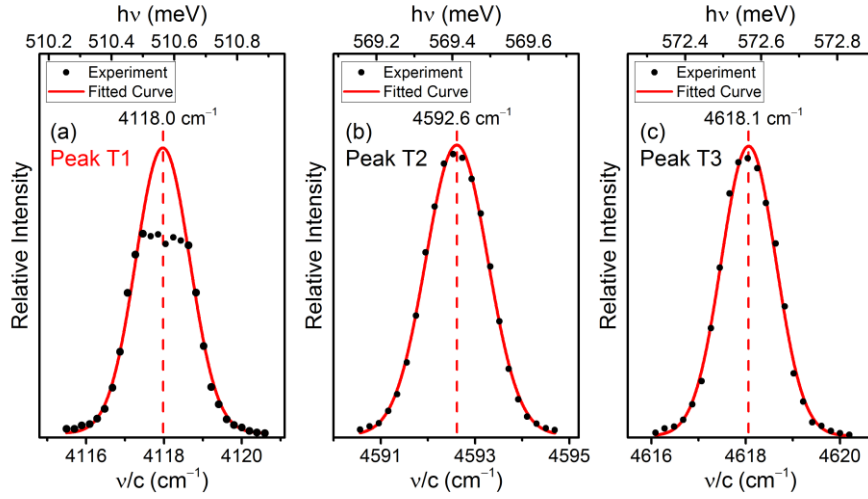 hν (meV)
510.2 510.4 510.6 510.8
Experiment
Fitted Curve
4118.0 cm⁻¹
(a)
Peak T1
Relative Intensity
4116 4118 4120
ν/c (cm⁻¹)
hν (meV)
569.2 569.4 569.6
Experiment
Fitted Curve
4592.6 cm⁻¹
(b)
Peak T2
Relative Intensity
4591 4593 4595
ν/c (cm⁻¹)
hν (meV)
572.4 572.6 572.8
Experiment
Fitted Curve
4618.1 cm⁻¹
(c)
Peak T3
Relative Intensity
4616 4618 4620
ν/c (cm⁻¹)